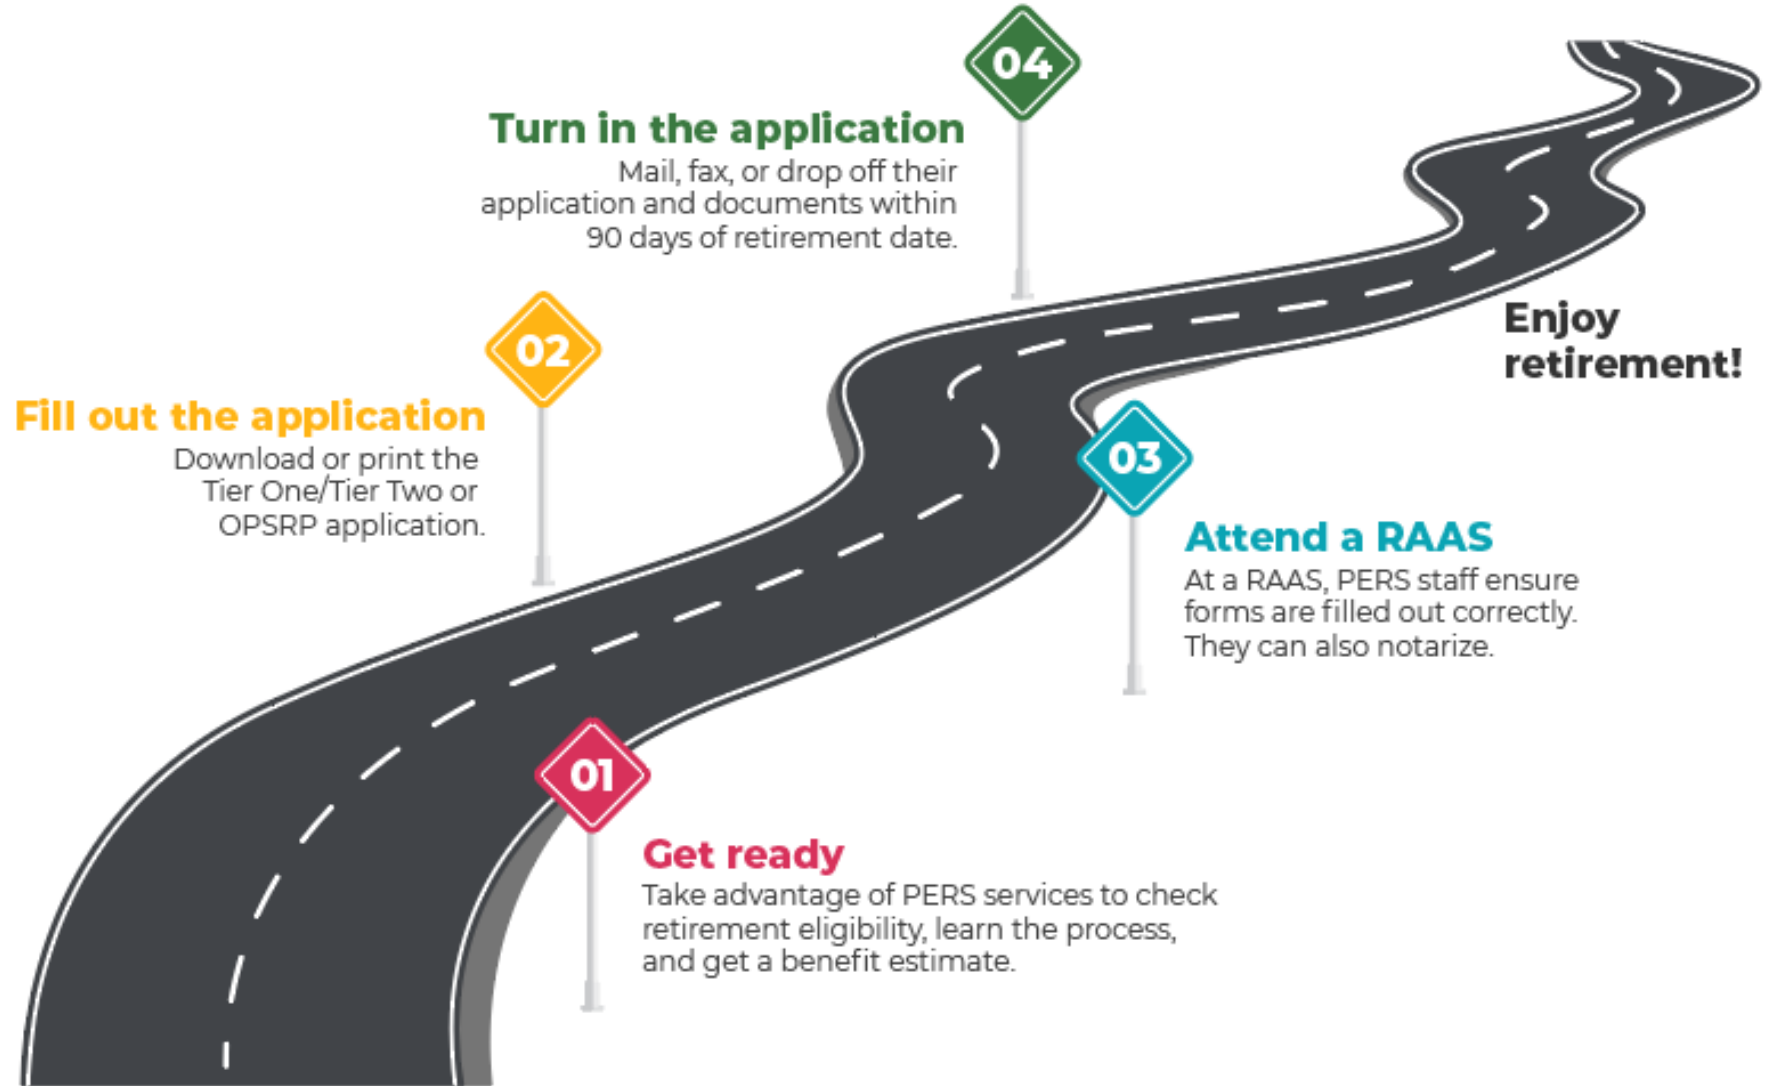 04
Turn in the application
Mail, fax, or drop off their
application and documents within
90 days of retirement date.
02
Fill out the application
Download or print the
Tier One/Tier Two or
OPSRP application.
Enjoy
retirement!
03
Attend a RAAS
At a RAAS, PERS staff ensure
forms are filled out correctly.
They can also notarize.
01
Get ready
Take advantage of PERS services to check
retirement eligibility, learn the process,
and get a benefit estimate.